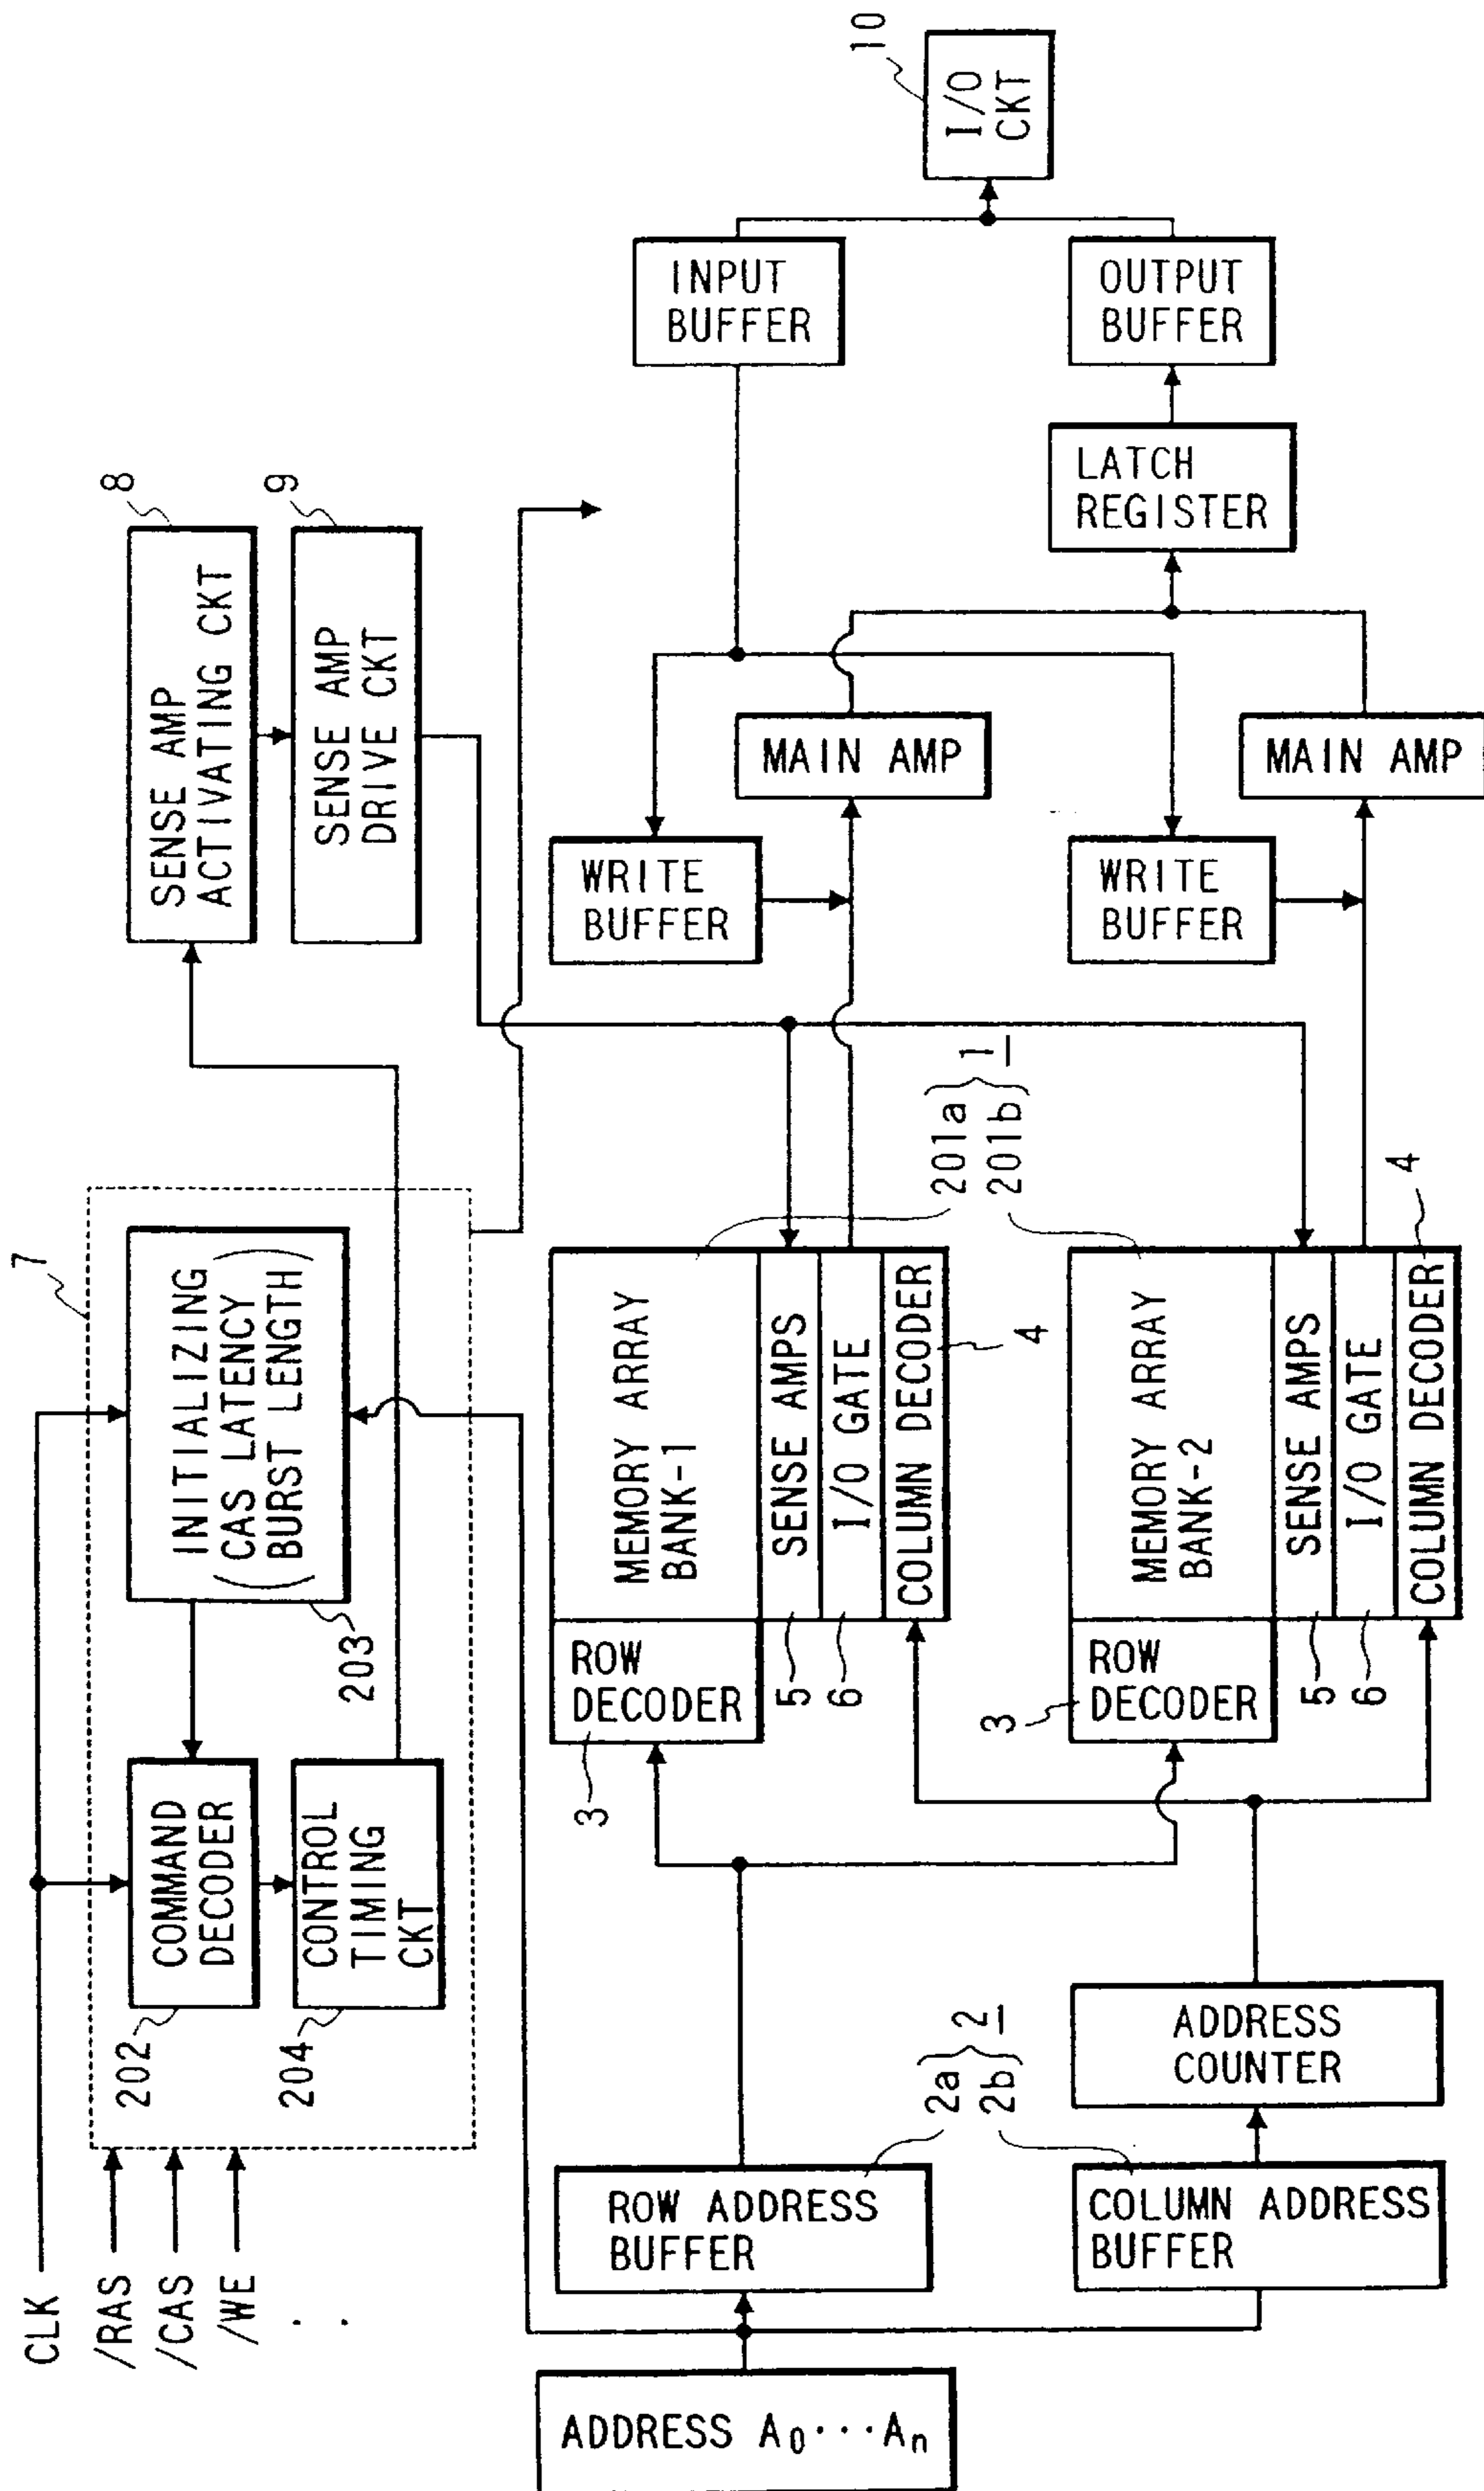 CLK
/RAS
/CAS
/WE
. .
7
INITIALIZING
(CAS LATENCY
BURST LENGTH)
203
COMMAND
DECODER
202
CONTROL
TIMING
CKT
204
SENSE AMP
ACTIVATING CKT
8
SENSE AMP
DRIVE CKT
9
ADDRESS A0···An
ROW ADDRESS
BUFFER
2a
2b
2
COLUMN ADDRESS
BUFFER
ADDRESS
COUNTER
ROW
DECODER
3
MEMORY ARRAY
BANK-1
SENSE AMPS
5
I/O GATE
6
COLUMN DECODER
4
201a
201b
1
ROW
DECODER
3
MEMORY ARRAY
BANK-2
SENSE AMPS
5
I/O GATE
6
COLUMN DECODER
4
WRITE
BUFFER
MAIN AMP
WRITE
BUFFER
MAIN AMP
INPUT
BUFFER
LATCH
REGISTER
OUTPUT
BUFFER
I/O
CKT
10